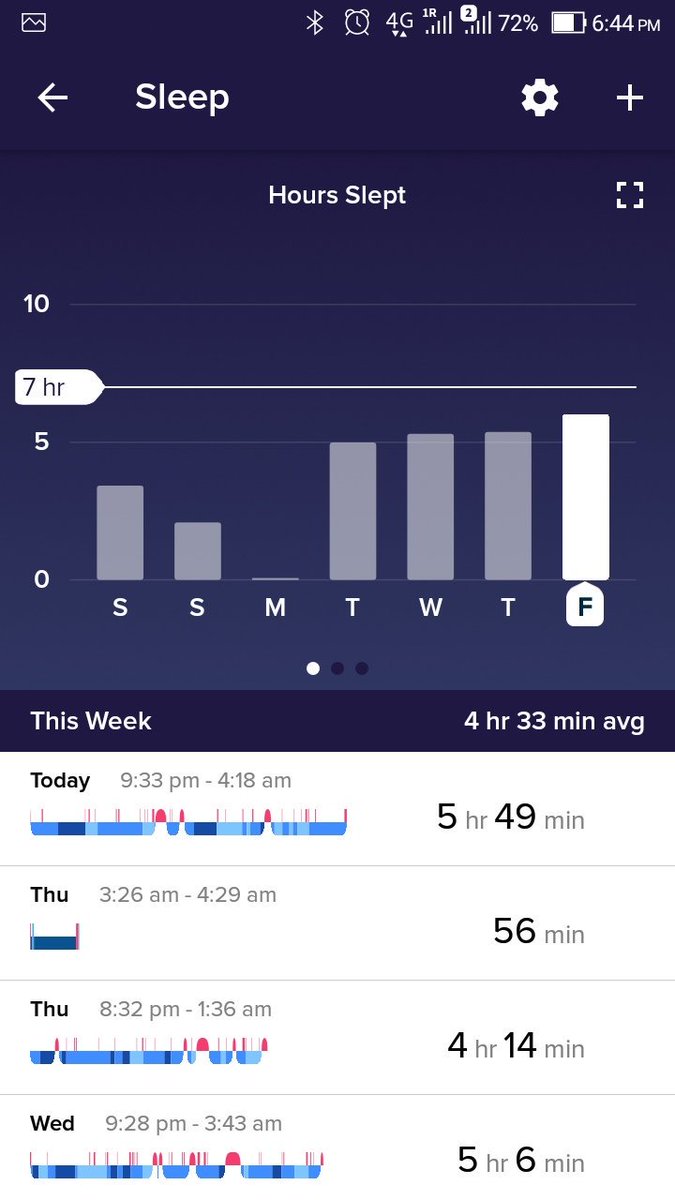 4G 1R 2 72% 6:44 PM
Sleep
Hours Slept
10
7 hr
5
0
S S M T W T F
This Week 4 hr 33 min avg
Today 9:33 pm - 4:18 am
5 hr 49 min
Thu 3:26 am - 4:29 am
56 min
Thu 8:32 pm - 1:36 am
4 hr 14 min
Wed 9:28 pm - 3:43 am
5 hr 6 min